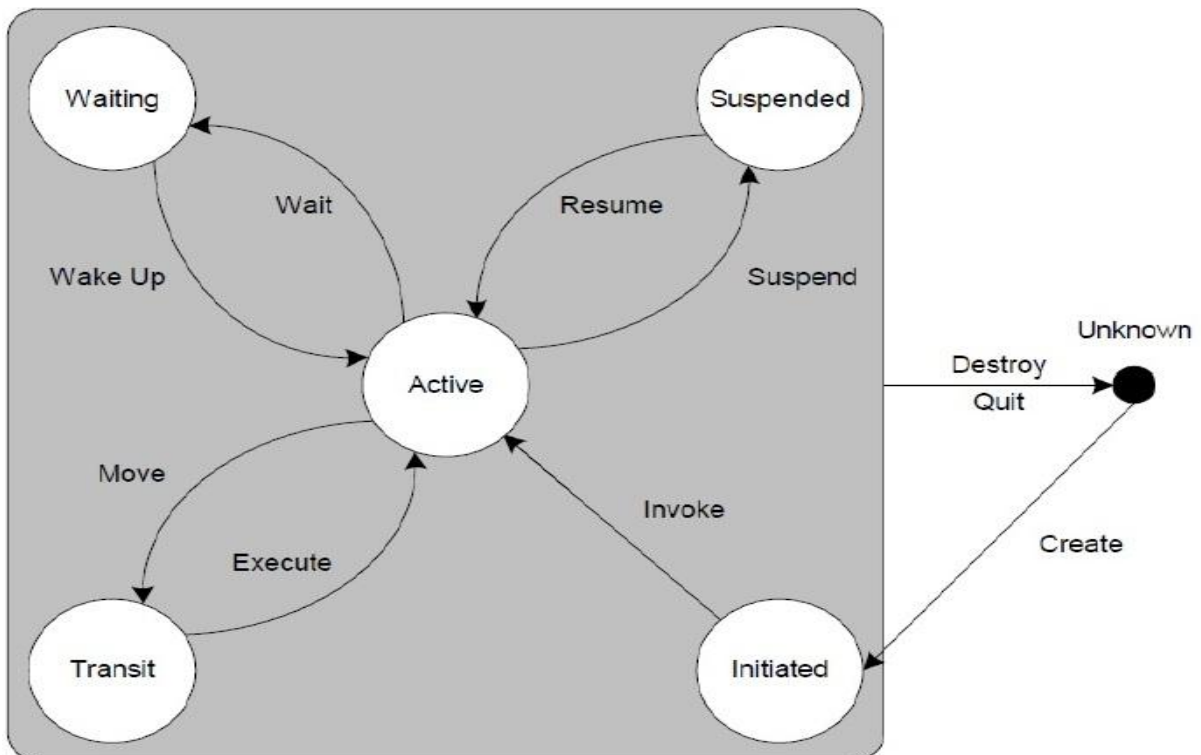 Waiting
Suspended
Wait
Resume
Wake Up
Suspend
Unknown
Active
Destroy
Quit
Move
Invoke
Execute
Create
Transit
Initiated